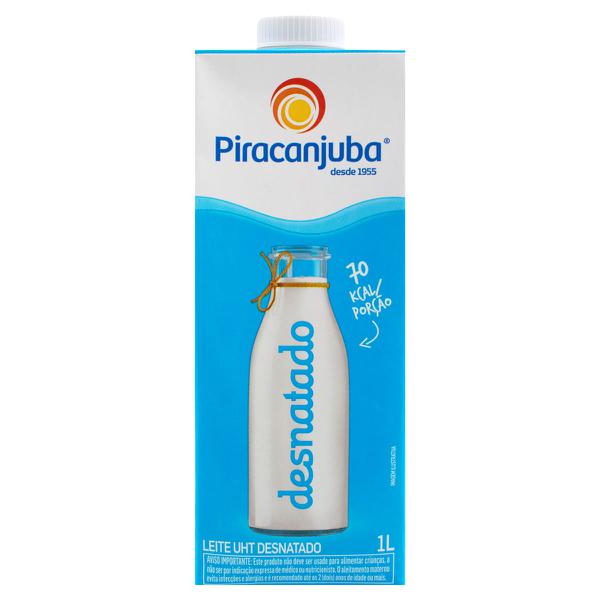 Piracanjuba®
desde 1955
70
KCAL/
PORÇÃO
desnatado
IMAGEM ILUSTRATIVA
LEITE UHT DESNATADO 1L
AVISO IMPORTANTE: Este produto não deve ser usado para alimentar crianças, a
não ser por indicação expressa de médico ou nutricionista. O aleitamento materno
evita infecções e alergias e é recomendado até os 2 (dois) anos de idade ou mais.